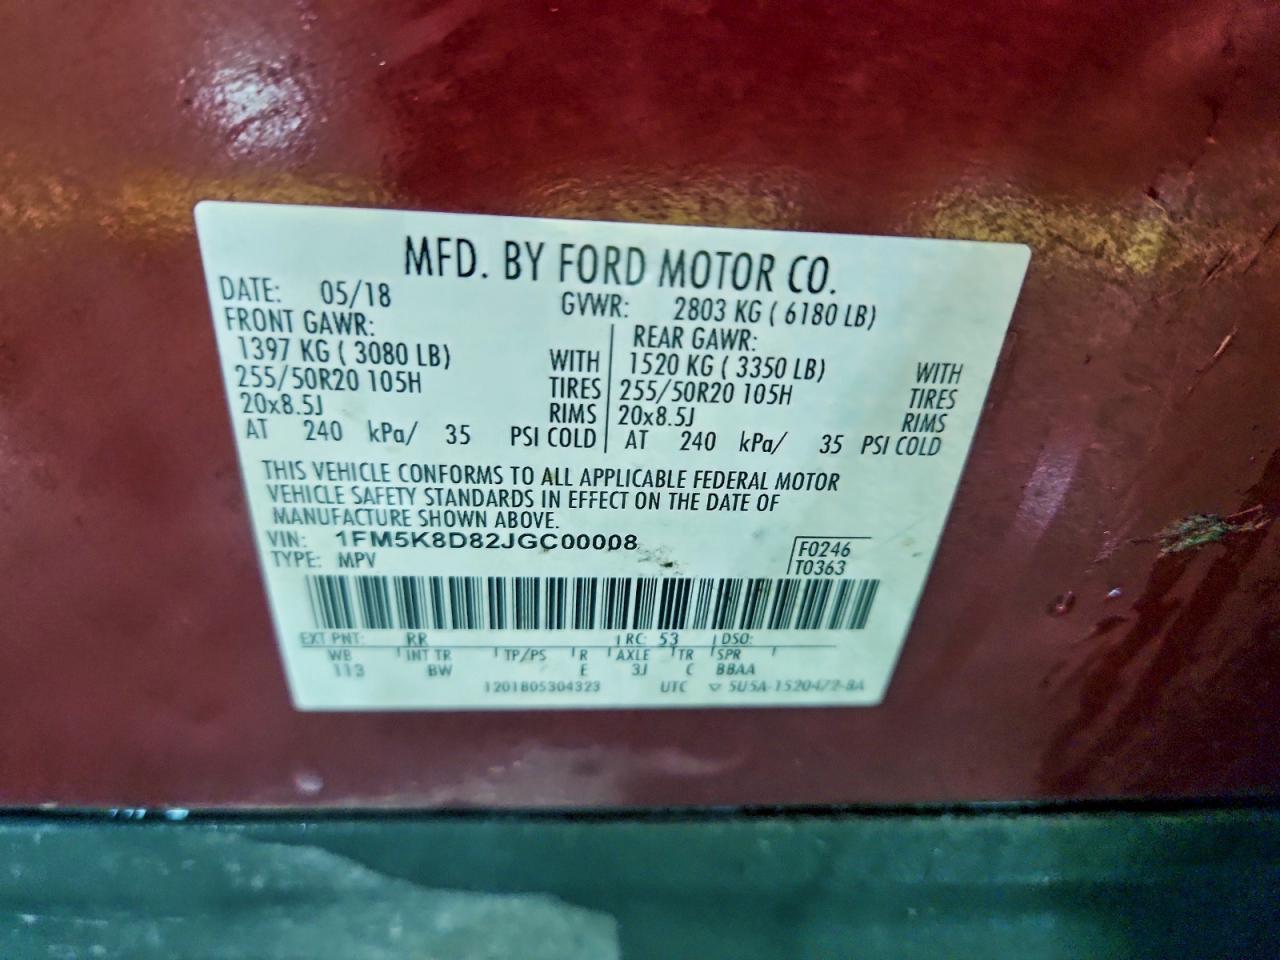 MFD. BY FORD MOTOR CO.
DATE: 05/18 GVWR: 2803 KG ( 6180 LB)
FRONT GAWR: REAR GAWR:
1397 KG ( 3080 LB) WITH 1520 KG ( 3350 LB) WITH
255/50R20 105H TIRES 255/50R20 105H TIRES
20x8.5J RIMS 20x8.5J RIMS
AT 240 kPa/ 35 PSI COLD AT 240 kPa/ 35 PSI COLD
THIS VEHICLE CONFORMS TO ALL APPLICABLE FEDERAL MOTOR
VEHICLE SAFETY STANDARDS IN EFFECT ON THE DATE OF
MANUFACTURE SHOWN ABOVE.
VIN: 1FM5K8D82JGC00008 F0246
TYPE: MPV T0363
EXT PNT: RR RC: 53 DSO:
WB INT TR TP/PS R AXLE TR SPR
113 BW E 3J C BBAA
1201805304323 UTC ▽ 5U5A-1520472-BA